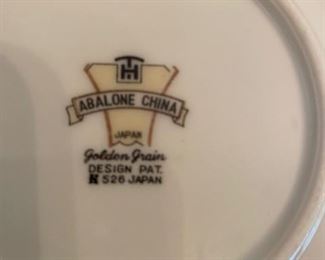 TH
ABALONE CHINA
JAPAN
Golden Grain
DESIGN PAT.
N 526 JAPAN